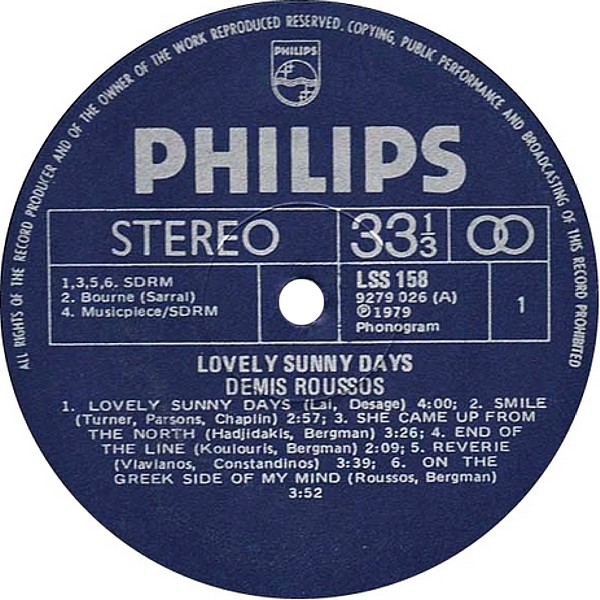 ALL RIGHTS OF THE RECORD PRODUCER AND OF THE OWNER OF THE WORK REPRODUCED RESERVED. COPYING, PUBLIC PERFORMANCE AND BROADCASTING OF THIS RECORD PROHIBITED
PHILIPS
PHILIPS
STEREO 33 1/3
1,3,5,6. SDRM
2. Bourne (Sarral)
4. Musicpiece/SDRM
LSS 158
9279 026 (A)
Ⓟ1979
Phonogram
1
LOVELY SUNNY DAYS
DEMIS ROUSSOS
1. LOVELY SUNNY DAYS (Lai, Desage) 4:00; 2. SMILE
(Turner, Parsons, Chaplin) 2:57; 3. SHE CAME UP FROM
THE NORTH (Hadjidakis, Bergman) 3:26; 4. END OF
THE LINE (Koulouris, Bergman) 2:09; 5. REVERIE
(Vlavianos, Constandinos) 3:39; 6. ON THE
GREEK SIDE OF MY MIND (Roussos, Bergman)
3:52